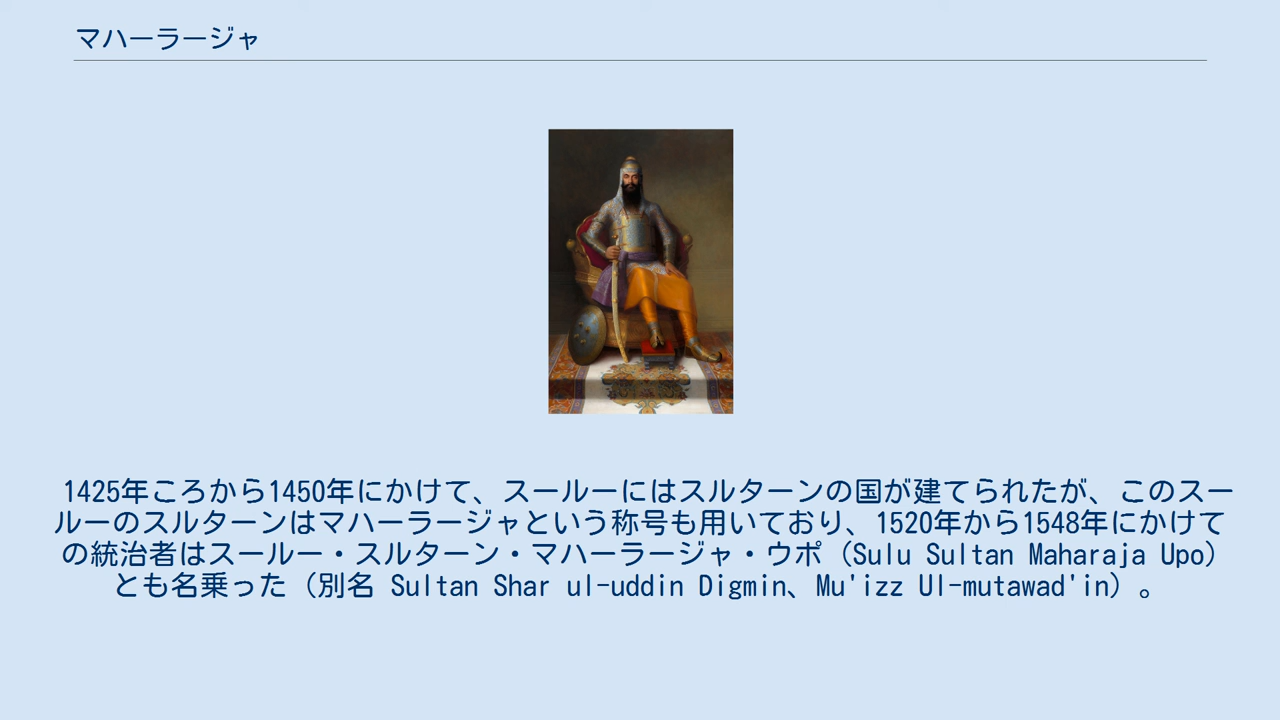 マハーラージャ
1425年ころから1450年にかけて、スールーにはスルターンの国が建てられたが、このスー
ルーのスルターンはマハーラージャという称号も用いており、1520年から1548年にかけて
の統治者はスールー・スルターン・マハーラージャ・ウポ（Sulu Sultan Maharaja Upo）
とも名乗った（別名 Sultan Shar ul-uddin Digmin、Mu'izz Ul-mutawad'in）。